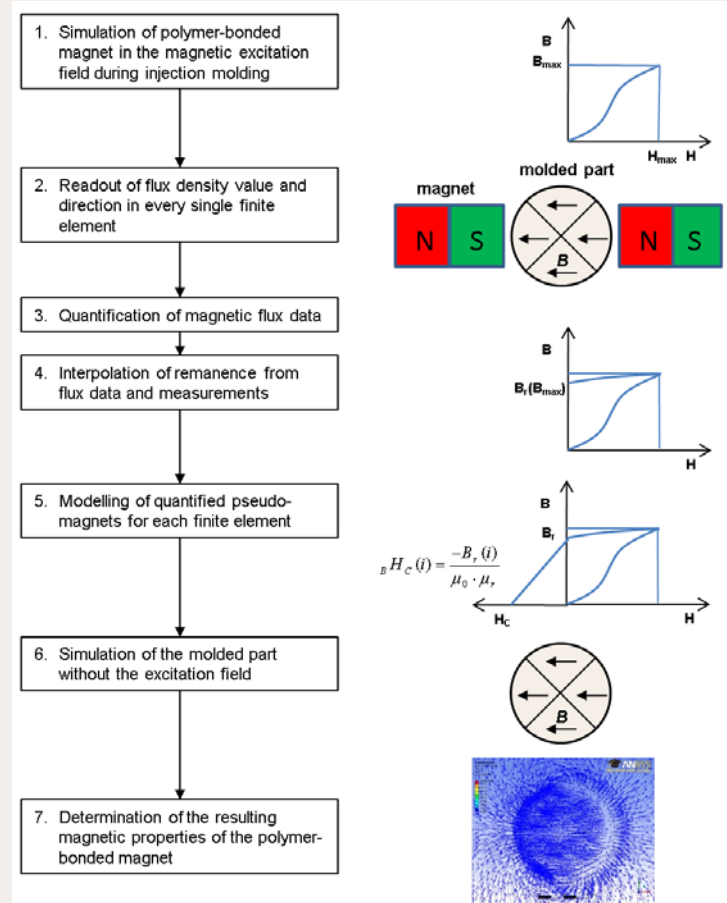 1. Simulation of polymer-bonded
magnet in the magnetic excitation
field during injection molding
B
Bmax
Hmax H
2. Readout of flux density value and
direction in every single finite
element
magnet
molded part
N S
B
N S
3. Quantification of magnetic flux data
4. Interpolation of remanence from
flux data and measurements
B
Br(Bmax)
H
5. Modelling of quantified pseudo-
magnets for each finite element
B
Br
BHC(i) = −Br(i) / μ0 · μr
HC
H
6. Simulation of the molded part
without the excitation field
B
7. Determination of the resulting
magnetic properties of the polymer-
bonded magnet